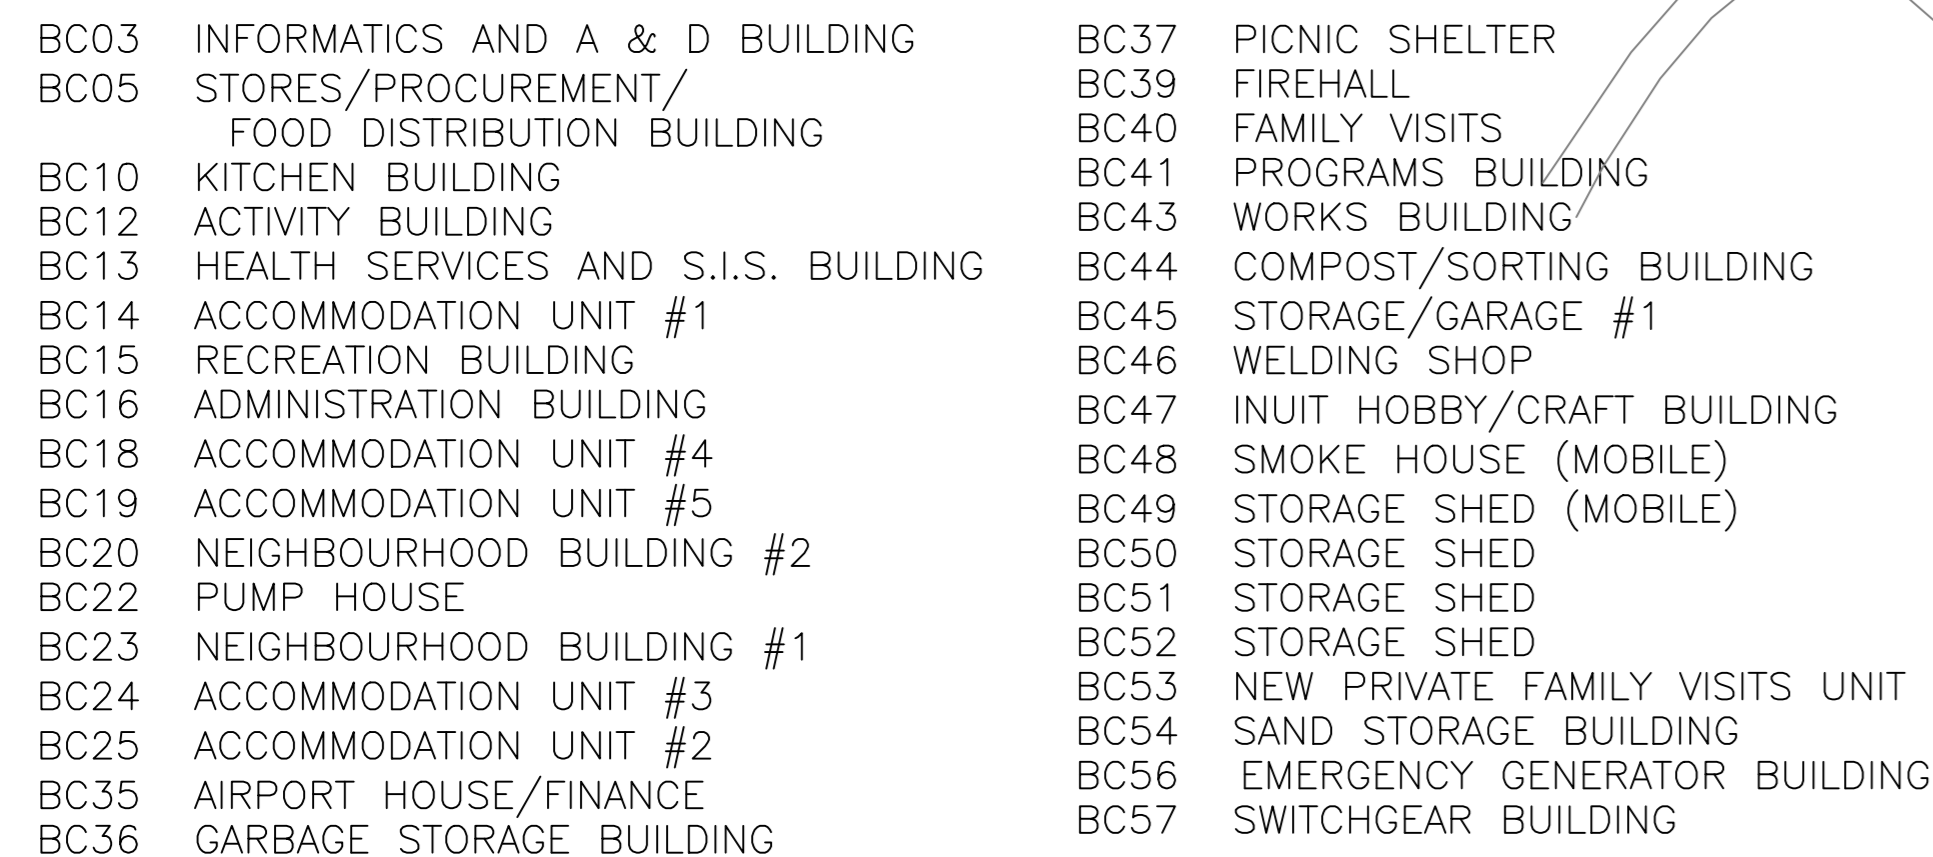 BC03 INFORMATICS AND A & D BUILDING
BC05 STORES/PROCUREMENT/
FOOD DISTRIBUTION BUILDING
BC10 KITCHEN BUILDING
BC12 ACTIVITY BUILDING
BC13 HEALTH SERVICES AND S.I.S. BUILDING
BC14 ACCOMMODATION UNIT #1
BC15 RECREATION BUILDING
BC16 ADMINISTRATION BUILDING
BC18 ACCOMMODATION UNIT #4
BC19 ACCOMMODATION UNIT #5
BC20 NEIGHBOURHOOD BUILDING #2
BC22 PUMP HOUSE
BC23 NEIGHBOURHOOD BUILDING #1
BC24 ACCOMMODATION UNIT #3
BC25 ACCOMMODATION UNIT #2
BC35 AIRPORT HOUSE/FINANCE
BC36 GARBAGE STORAGE BUILDING
BC37 PICNIC SHELTER
BC39 FIREHALL
BC40 FAMILY VISITS
BC41 PROGRAMS BUILDING
BC43 WORKS BUILDING
BC44 COMPOST/SORTING BUILDING
BC45 STORAGE/GARAGE #1
BC46 WELDING SHOP
BC47 INUIT HOBBY/CRAFT BUILDING
BC48 SMOKE HOUSE (MOBILE)
BC49 STORAGE SHED (MOBILE)
BC50 STORAGE SHED
BC51 STORAGE SHED
BC52 STORAGE SHED
BC53 NEW PRIVATE FAMILY VISITS UNIT
BC54 SAND STORAGE BUILDING
BC56 EMERGENCY GENERATOR BUILDING
BC57 SWITCHGEAR BUILDING